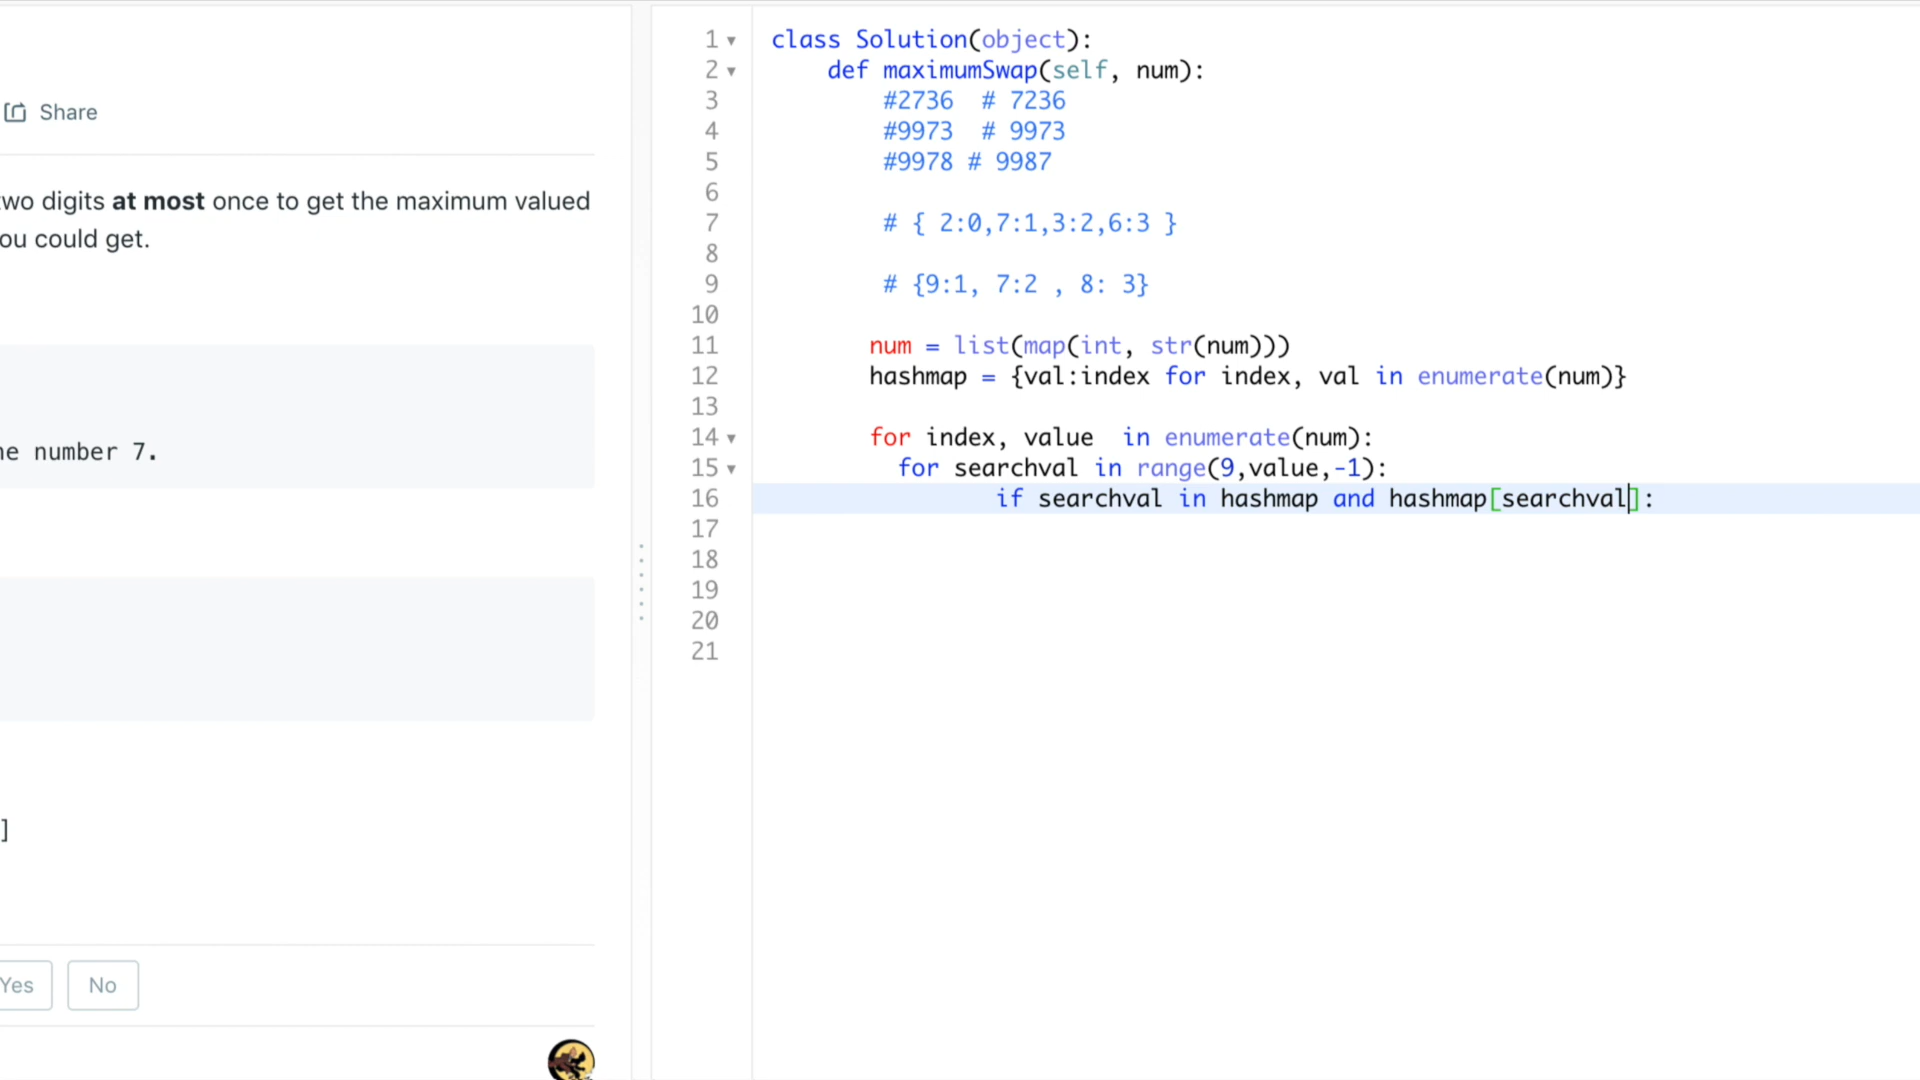 Share
two digits at most once to get the maximum valued
ou could get.
he number 7.
]
Yes No
1 class Solution(object):
2 def maximumSwap(self, num):
3 #2736 # 7236
4 #9973 # 9973
5 #9978 # 9987
6
7 # { 2:0,7:1,3:2,6:3 }
8
9 # {9:1, 7:2 , 8: 3}
10
11 num = list(map(int, str(num)))
12 hashmap = {val:index for index, val in enumerate(num)}
13
14 for index, value in enumerate(num):
15 for searchval in range(9,value,-1):
16 if searchval in hashmap and hashmap[searchval]:
17
18
19
20
21